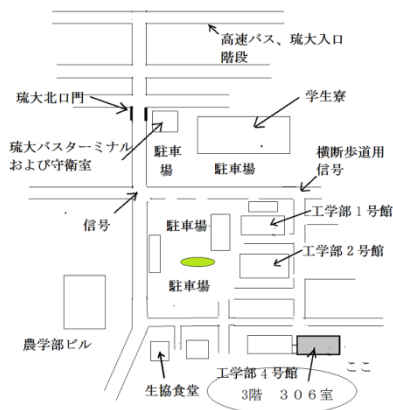 高速バス、琉大入口
階段
琉大北口門
学生寮
琉大バスターミナル
および守衛室
駐車
場
駐車場
横断歩道用
信号
信号
駐車場
工学部１号館
工学部２号館
駐車場
農学部ビル
生協食堂
工学部４号館
ここ
3階 ３０６室